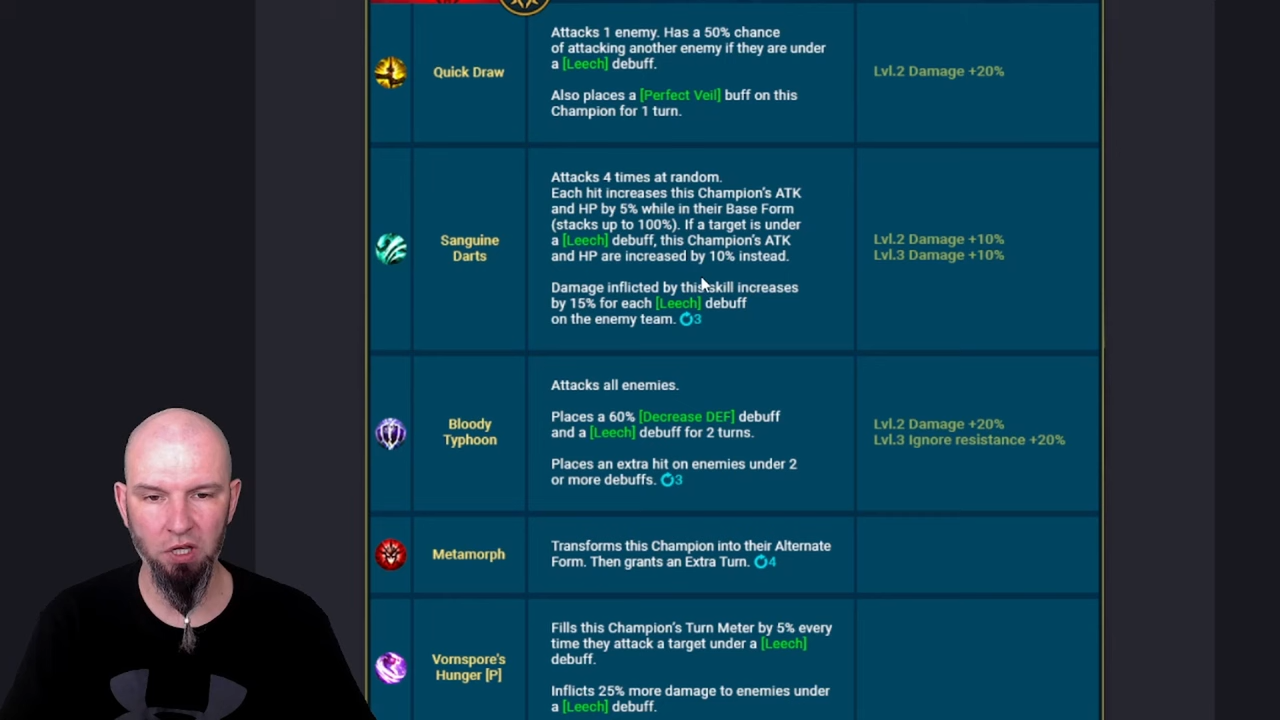 Quick Draw
Attacks 1 enemy. Has a 50% chance
of attacking another enemy if they are under
a [Leech] debuff.
Also places a [Perfect Veil] buff on this
Champion for 1 turn.
Lvl.2 Damage +20%
Sanguine
Darts
Attacks 4 times at random.
Each hit increases this Champion's ATK
and HP by 5% while in their Base Form
(stacks up to 100%). If a target is under
a [Leech] debuff, this Champion's ATK
and HP are increased by 10% instead.
Damage inflicted by this skill increases
by 15% for each [Leech] debuff
on the enemy team. 3
Lvl.2 Damage +10%
Lvl.3 Damage +10%
Bloody
Typhoon
Attacks all enemies.
Places a 60% [Decrease DEF] debuff
and a [Leech] debuff for 2 turns.
Places an extra hit on enemies under 2
or more debuffs. 3
Lvl.2 Damage +20%
Lvl.3 Ignore resistance +20%
Metamorph
Transforms this Champion into their Alternate
Form. Then grants an Extra Turn. 4
Vornspore's
Hunger [P]
Fills this Champion's Turn Meter by 5% every
time they attack a target under a [Leech]
debuff.
Inflicts 25% more damage to enemies under
a [Leech] debuff.